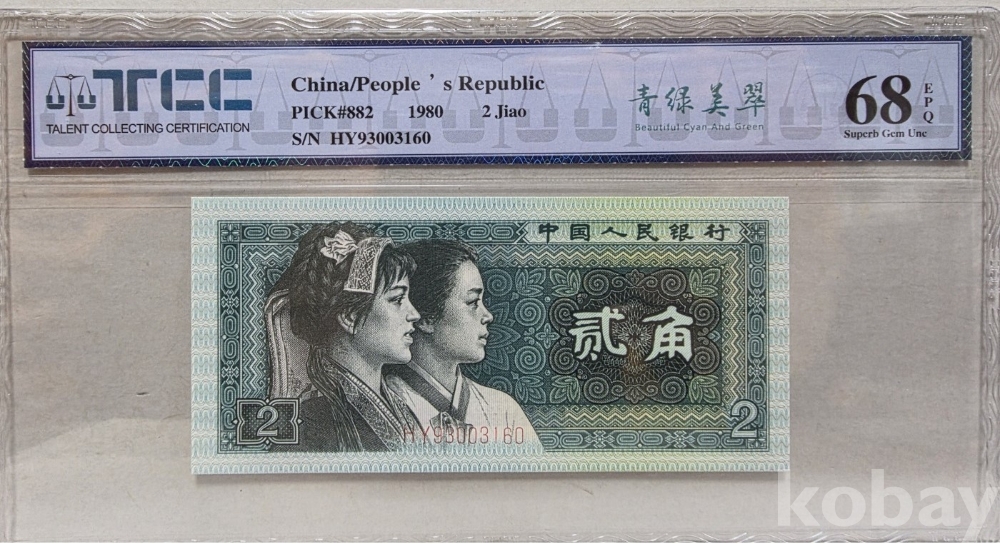 TCC
TALENT COLLECTING CERTIFICATION
China/People ’ s Republic
PICK#882 1980 2 Jiao
S/N HY93003160
青绿美翠
Beautiful Cyan And Green
68 EPQ
Superb Gem Unc
中国人民银行
贰角
2
HY93003160
2
kobay